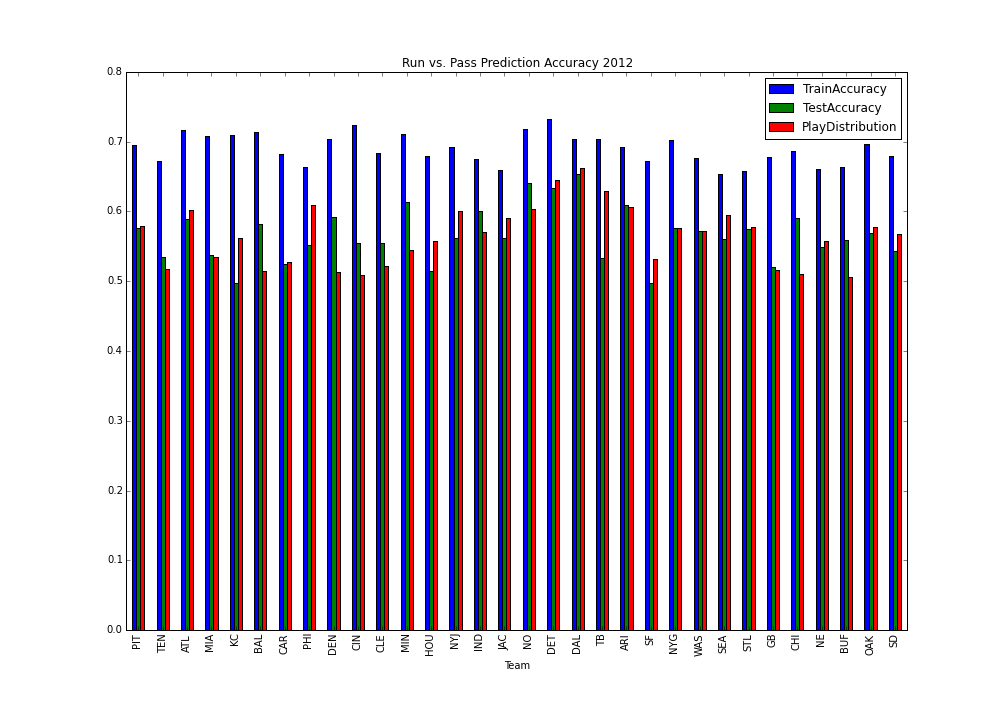 Run vs. Pass Prediction Accuracy 2012
TrainAccuracy
TestAccuracy
PlayDistribution
0.8
0.7
0.6
0.5
0.4
0.3
0.2
0.1
0.0
PIT TEN ATL MIA KC BAL CAR PHI DEN CIN CLE MIN HOU NYJ IND JAC NO DET DAL TB ARI SF NYG WAS SEA STL GB CHI NE BUF OAK SD
Team